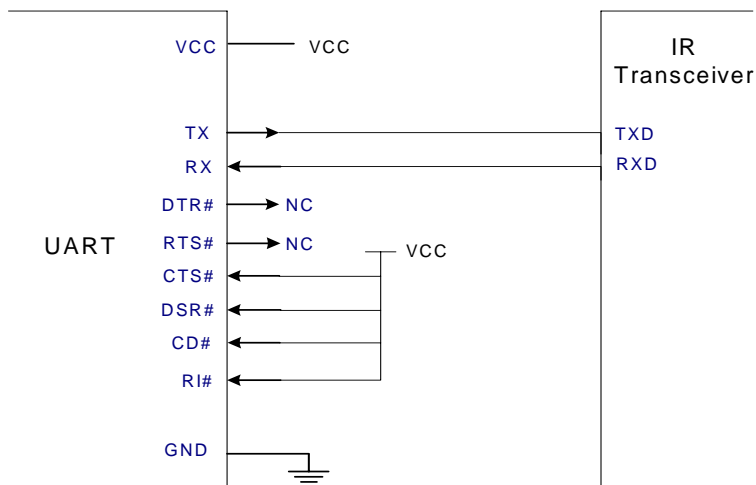 VCC VCC
IR
Transceiver
TX TXD
RX RXD
DTR# NC
UART
RTS# NC
VCC
CTS#
DSR#
CD#
RI#
GND